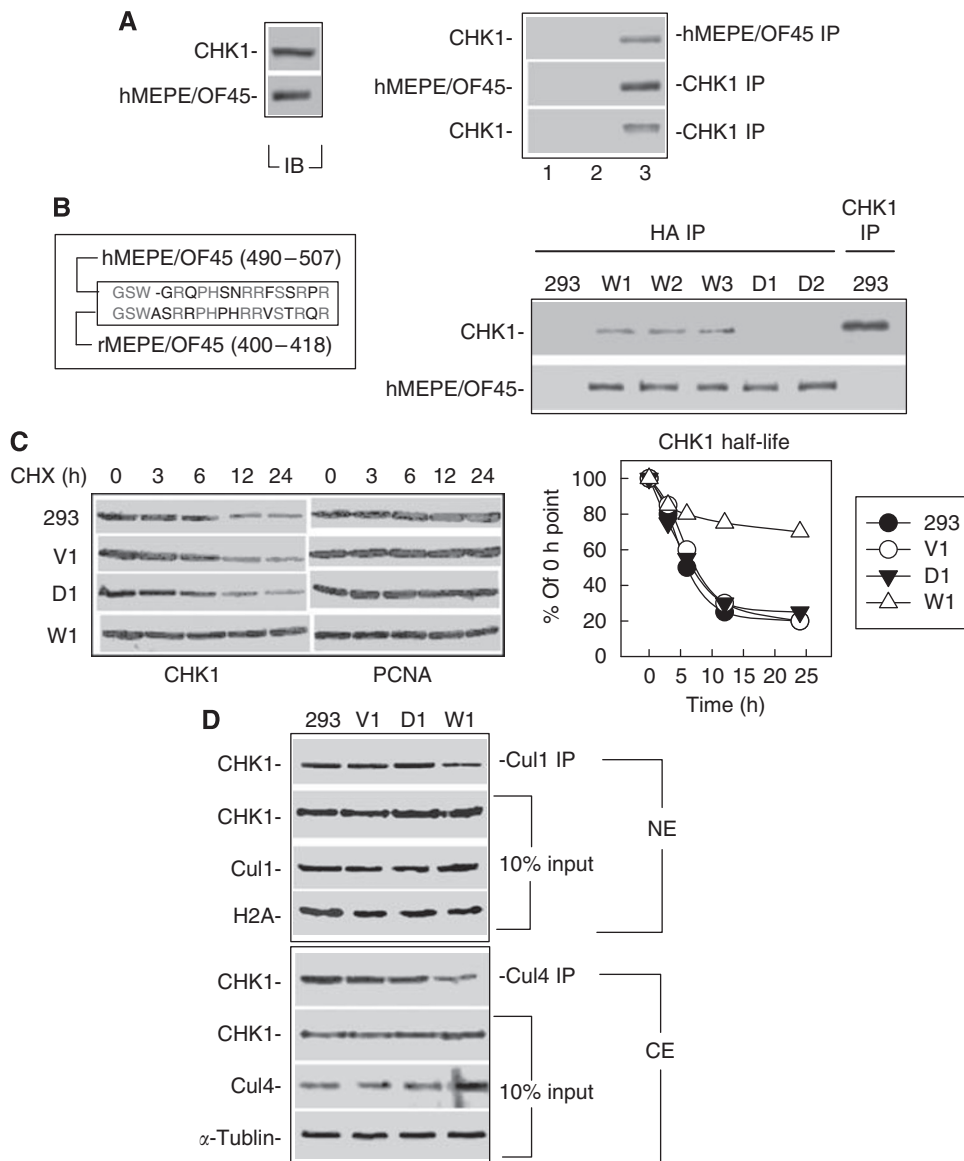 A
CHK1-
hMEPE/OF45-
IB
CHK1- -hMEPE/OF45 IP
hMEPE/OF45- -CHK1 IP
CHK1- -CHK1 IP
1 2 3
B
hMEPE/OF45 (490–507)
GSW -GRQPHSNRRFSSRPR
GSWASRRPHPHRRVSTRQR
rMEPE/OF45 (400–418)
HA IP
CHK1 IP
293 W1 W2 W3 D1 D2 293
CHK1-
hMEPE/OF45-
C
CHX (h) 0 3 6 12 24 0 3 6 12 24
293
V1
D1
W1
CHK1 PCNA
CHK1 half-life
% Of 0 h point
100
80
60
40
20
0
0 5 10 15 20 25
Time (h)
293
V1
D1
W1
D
293 V1 D1 W1
CHK1- -Cul1 IP
CHK1-
Cul1-
H2A-
10% input
NE
CHK1- -Cul4 IP
CHK1-
Cul4-
α-Tublin-
10% input
CE